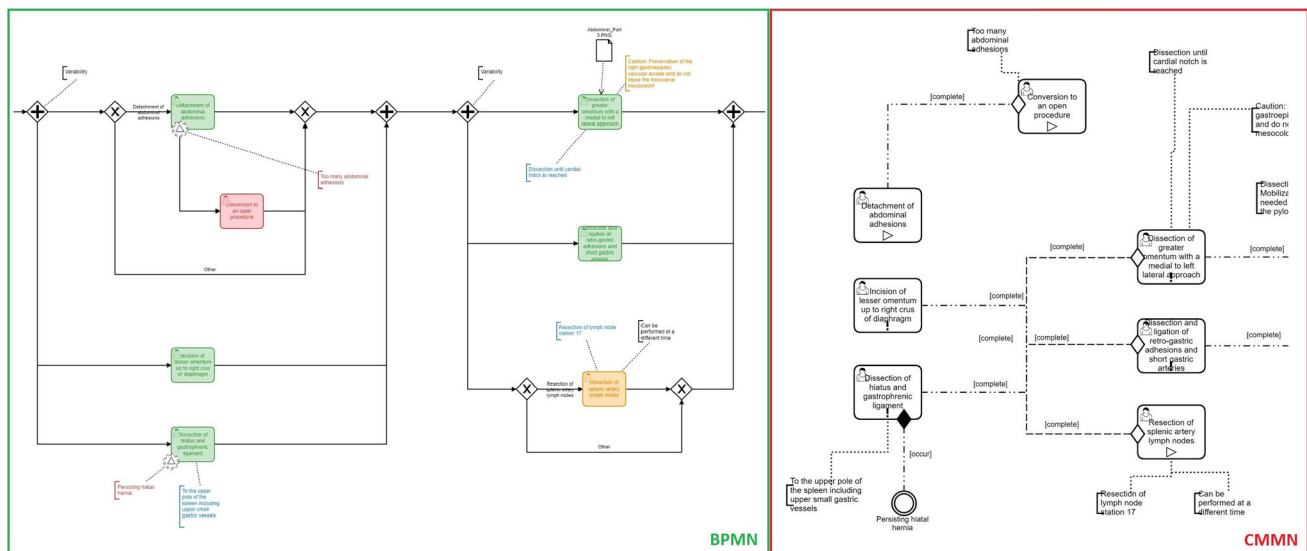 Variability
Detachment of
abdominal
adhesions
Detachment of
abdominal
adhesions
Too many abdominal
adhesions
Conversion to
an open
procedure
Other
Incision of
lesser omentum
up to right crus
of diaphragm
Dissection of
hiatus and
gastrophrenic
ligament
Persisting hiatal
hernia
To the upper
pole of the
spleen including
upper small
gastric vessels
Variability
Abdominal_Part
3.PNG
Caution: Preservation of the
right gastroepiploic
vascular arcade and do not
injure the transverse
mesocolon!
Dissection of
greater
omentum with a
medial to left
lateral approach
Dissection until cardial
notch is reached
Dissection and
ligation of
retro-gastric
adhesions and
short gastric
arteries
Resection of lymph node
station 17
Can be
performed at a
different time
Resection of
splenic artery
lymph nodes
Resection of
splenic artery
lymph nodes
Other
BPMN
Too many
abdominal
adhesions
Dissection until
cardial notch is
reached
[complete]
Conversion to
an open
procedure
Caution:
gastroepi
and do no
mesocolo
Detachment of
abdominal
adhesions
Dissecti
Mobiliza
needed
the pylo
[complete]
Dissection of
greater
omentum with a
medial to left
lateral approach
[complete]
Incision of
lesser omentum
up to right crus
of diaphragm
[complete]
[complete]
[complete]
Dissection and
ligation of
retro-gastric
adhesions and
short gastric
arteries
[complete]
Dissection of
hiatus and
gastrophrenic
ligament
[complete]
[complete]
Resection of
splenic artery
lymph nodes
[occur]
To the upper pole of
the spleen including
upper small gastric
vessels
Persisting hiatal
hernia
Resection of
lymph node
station 17
Can be
performed at a
different time
CMMN